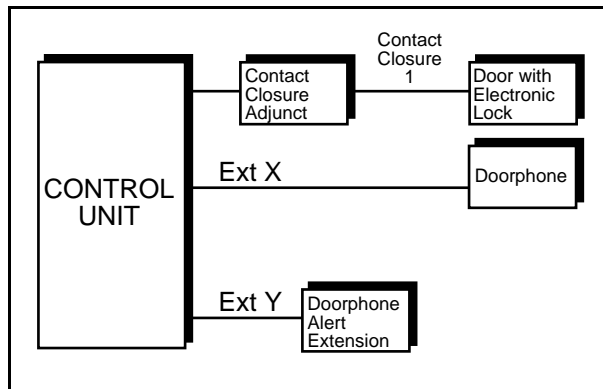 CONTROL
UNIT
Contact
Closure
Adjunct
Contact
Closure
1
Door with
Electronic
Lock
Ext X
Doorphone
Ext Y
Doorphone
Alert
Extension